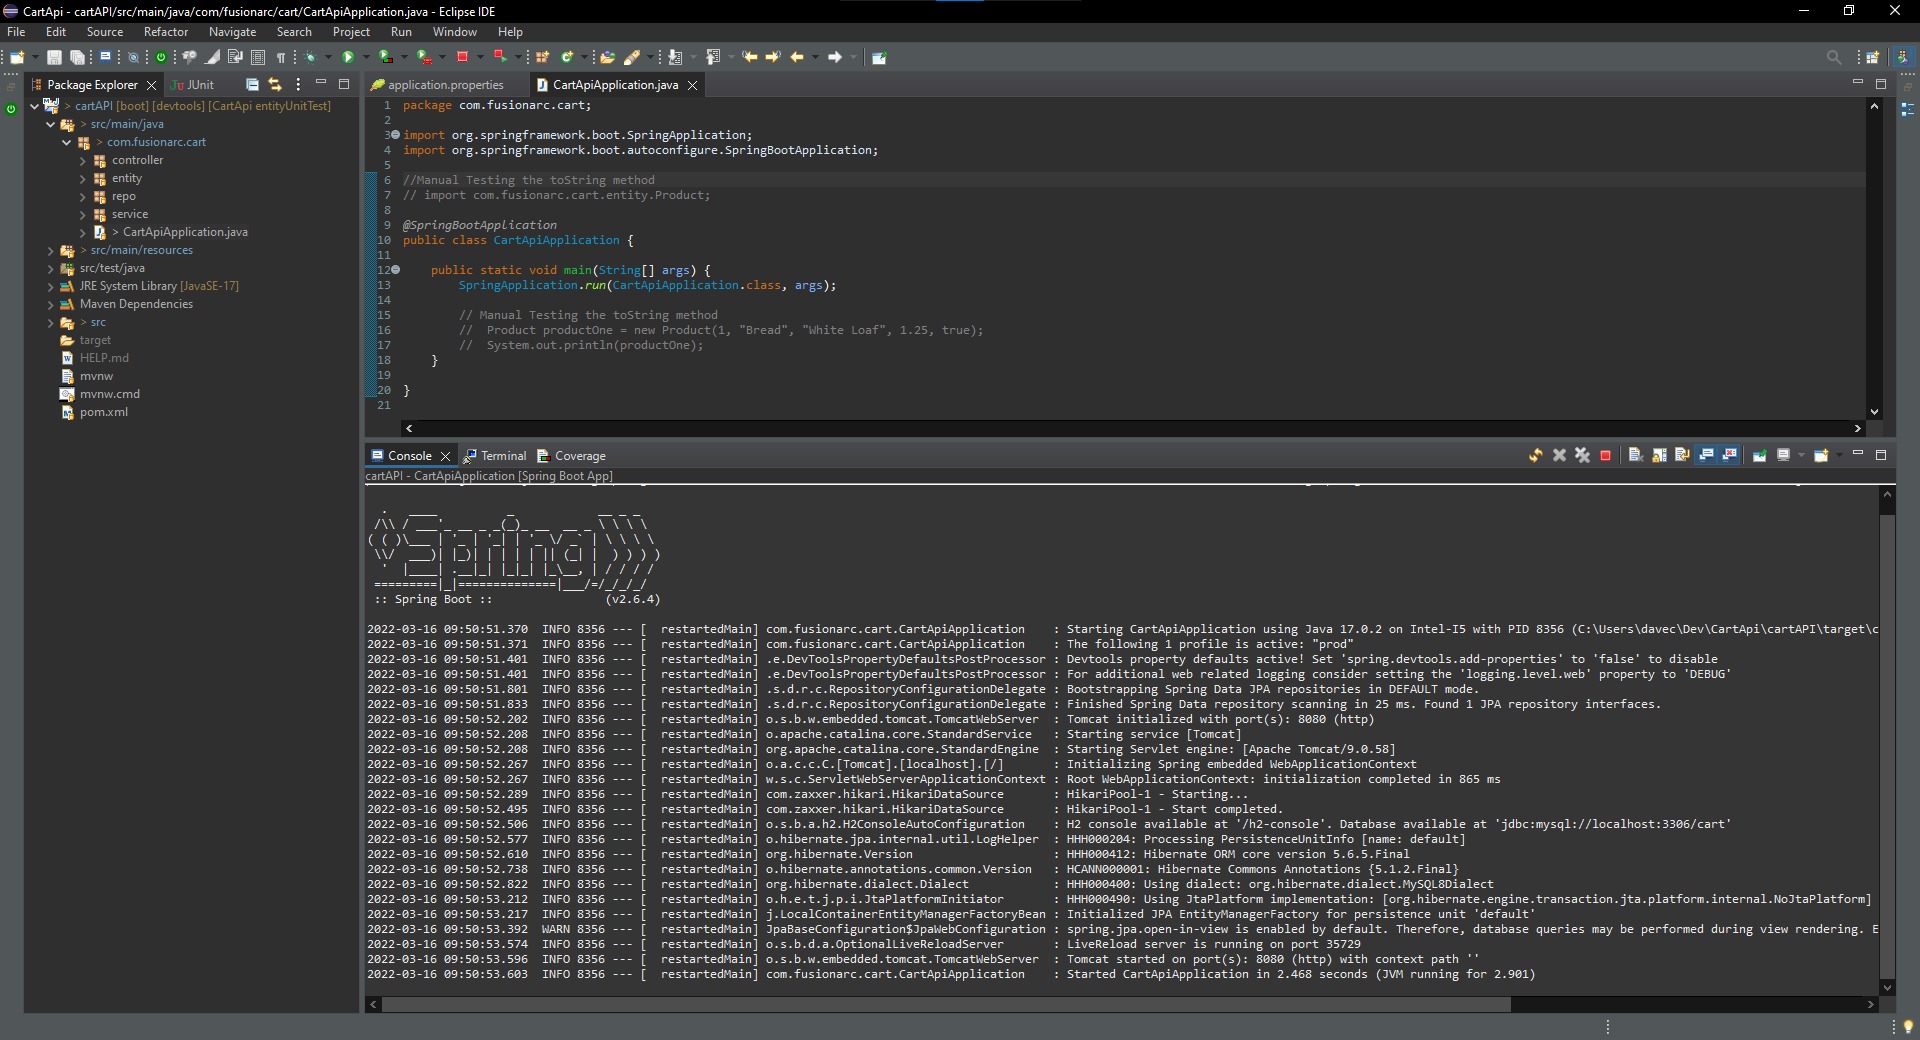 CartApi - cartAPI/src/main/java/com/fusionarc/cart/CartApiApplication.java - Eclipse IDE
File Edit Source Refactor Navigate Search Project Run Window Help
Package Explorer JUnit
> cartAPI [boot] [devtools] [CartApi entityUnitTest]
> src/main/java
> com.fusionarc.cart
controller
entity
repo
service
> CartApiApplication.java
> src/main/resources
src/test/java
JRE System Library [JavaSE-17]
Maven Dependencies
> src
target
HELP.md
mvnw
mvnw.cmd
pom.xml
application.properties CartApiApplication.java
1 package com.fusionarc.cart;
2
3 import org.springframework.boot.SpringApplication;
4 import org.springframework.boot.autoconfigure.SpringBootApplication;
5
6 //Manual Testing the toString method
7 // import com.fusionarc.cart.entity.Product;
8
9 @SpringBootApplication
10 public class CartApiApplication {
11
12 public static void main(String[] args) {
13 SpringApplication.run(CartApiApplication.class, args);
14
15 // Manual Testing the toString method
16 // Product productOne = new Product(1, "Bread", "White Loaf", 1.25, true);
17 // System.out.println(productOne);
18 }
19
20 }
21
Console Terminal Coverage
cartAPI - CartApiApplication [Spring Boot App]
  .   ____          _            __ _ _
 /\\ / ___'_ __ _ _(_)_ __  __ _ \ \ \ \
( ( )\___ | '_ | '_| | '_ \/ _` | \ \ \ \
 \\/  ___)| |_)| | | | | || (_| |  ) ) ) )
  '  |____| .__|_| |_|_| |_\__, | / / / /
 =========|_|==============|___/=/_/_/_/
 :: Spring Boot ::                (v2.6.4)
2022-03-16 09:50:51.370 INFO 8356 --- [ restartedMain] com.fusionarc.cart.CartApiApplication : Starting CartApiApplication using Java 17.0.2 on Intel-I5 with PID 8356 (C:\Users\davec\Dev\CartApi\cartAPI\target\c
2022-03-16 09:50:51.371 INFO 8356 --- [ restartedMain] com.fusionarc.cart.CartApiApplication : The following 1 profile is active: "prod"
2022-03-16 09:50:51.401 INFO 8356 --- [ restartedMain] .e.DevToolsPropertyDefaultsPostProcessor : Devtools property defaults active! Set 'spring.devtools.add-properties' to 'false' to disable
2022-03-16 09:50:51.401 INFO 8356 --- [ restartedMain] .e.DevToolsPropertyDefaultsPostProcessor : For additional web related logging consider setting the 'logging.level.web' property to 'DEBUG'
2022-03-16 09:50:51.801 INFO 8356 --- [ restartedMain] .s.d.r.c.RepositoryConfigurationDelegate : Bootstrapping Spring Data JPA repositories in DEFAULT mode.
2022-03-16 09:50:51.833 INFO 8356 --- [ restartedMain] .s.d.r.c.RepositoryConfigurationDelegate : Finished Spring Data repository scanning in 25 ms. Found 1 JPA repository interfaces.
2022-03-16 09:50:52.202 INFO 8356 --- [ restartedMain] o.s.b.w.embedded.tomcat.TomcatWebServer : Tomcat initialized with port(s): 8080 (http)
2022-03-16 09:50:52.208 INFO 8356 --- [ restartedMain] o.apache.catalina.core.StandardService : Starting service [Tomcat]
2022-03-16 09:50:52.208 INFO 8356 --- [ restartedMain] org.apache.catalina.core.StandardEngine : Starting Servlet engine: [Apache Tomcat/9.0.58]
2022-03-16 09:50:52.267 INFO 8356 --- [ restartedMain] o.a.c.c.C.[Tomcat].[localhost].[/] : Initializing Spring embedded WebApplicationContext
2022-03-16 09:50:52.267 INFO 8356 --- [ restartedMain] w.s.c.ServletWebServerApplicationContext : Root WebApplicationContext: initialization completed in 865 ms
2022-03-16 09:50:52.289 INFO 8356 --- [ restartedMain] com.zaxxer.hikari.HikariDataSource : HikariPool-1 - Starting...
2022-03-16 09:50:52.495 INFO 8356 --- [ restartedMain] com.zaxxer.hikari.HikariDataSource : HikariPool-1 - Start completed.
2022-03-16 09:50:52.506 INFO 8356 --- [ restartedMain] o.s.b.a.h2.H2ConsoleAutoConfiguration : H2 console available at '/h2-console'. Database available at 'jdbc:mysql://localhost:3306/cart'
2022-03-16 09:50:52.577 INFO 8356 --- [ restartedMain] o.hibernate.jpa.internal.util.LogHelper : HHH000204: Processing PersistenceUnitInfo [name: default]
2022-03-16 09:50:52.610 INFO 8356 --- [ restartedMain] org.hibernate.Version : HHH000412: Hibernate ORM core version 5.6.5.Final
2022-03-16 09:50:52.738 INFO 8356 --- [ restartedMain] o.hibernate.annotations.common.Version : HCANN000001: Hibernate Commons Annotations {5.1.2.Final}
2022-03-16 09:50:52.822 INFO 8356 --- [ restartedMain] org.hibernate.dialect.Dialect : HHH000400: Using dialect: org.hibernate.dialect.MySQL8Dialect
2022-03-16 09:50:53.212 INFO 8356 --- [ restartedMain] o.h.e.t.j.p.i.JtaPlatformInitiator : HHH000490: Using JtaPlatform implementation: [org.hibernate.engine.transaction.jta.platform.internal.NoJtaPlatform]
2022-03-16 09:50:53.217 INFO 8356 --- [ restartedMain] j.LocalContainerEntityManagerFactoryBean : Initialized JPA EntityManagerFactory for persistence unit 'default'
2022-03-16 09:50:53.392 WARN 8356 --- [ restartedMain] JpaBaseConfiguration$JpaWebConfiguration : spring.jpa.open-in-view is enabled by default. Therefore, database queries may be performed during view rendering. E
2022-03-16 09:50:53.574 INFO 8356 --- [ restartedMain] o.s.b.d.a.OptionalLiveReloadServer : LiveReload server is running on port 35729
2022-03-16 09:50:53.596 INFO 8356 --- [ restartedMain] o.s.b.w.embedded.tomcat.TomcatWebServer : Tomcat started on port(s): 8080 (http) with context path ''
2022-03-16 09:50:53.603 INFO 8356 --- [ restartedMain] com.fusionarc.cart.CartApiApplication : Started CartApiApplication in 2.468 seconds (JVM running for 2.901)